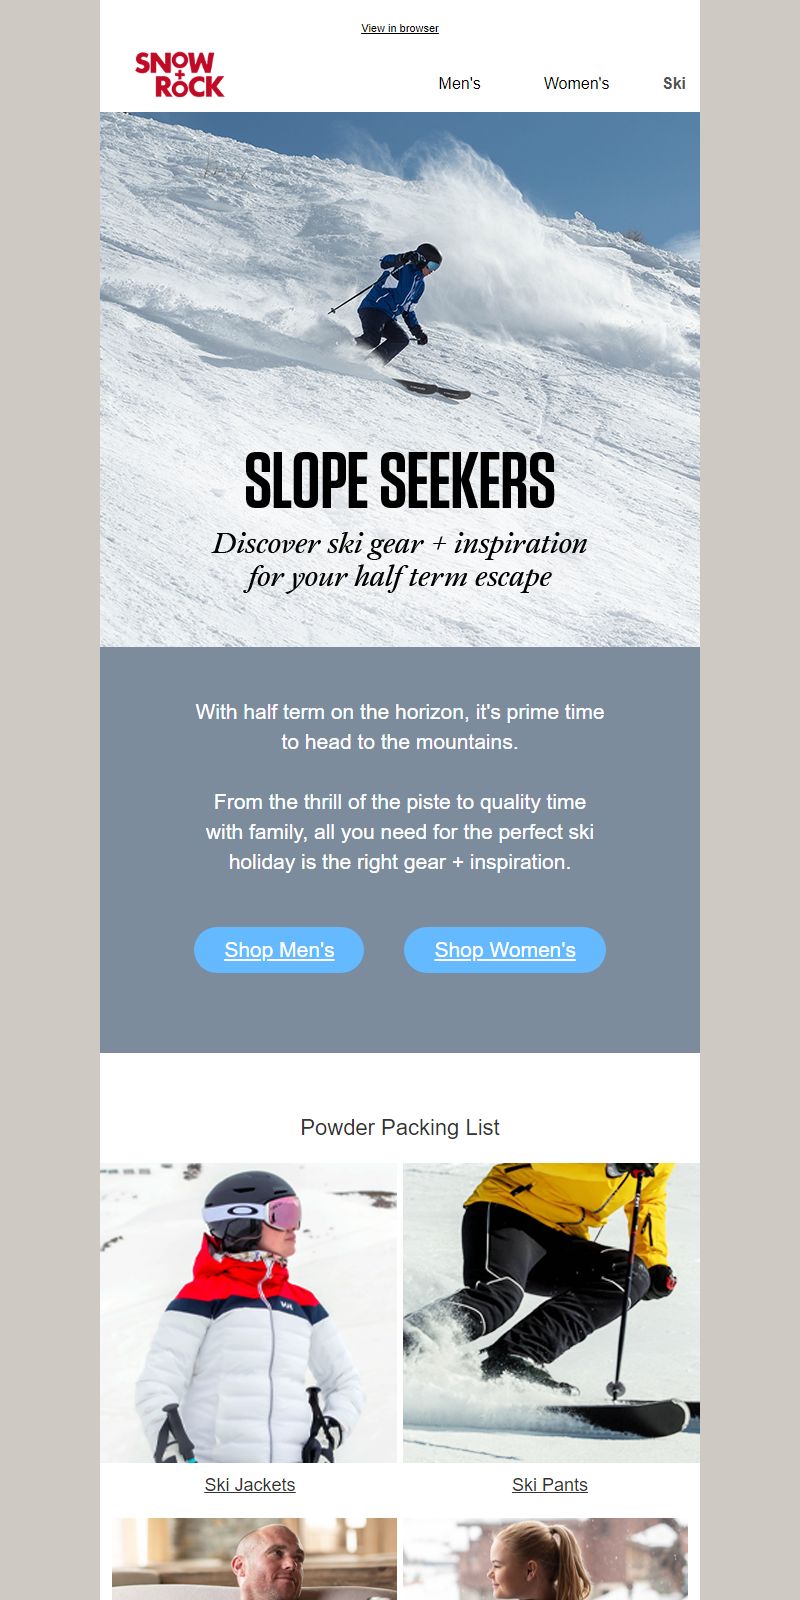 View in browser
SNOW
+
ROCK
Men's
Women's
Ski
SLOPE SEEKERS
Discover ski gear + inspiration
for your half term escape
With half term on the horizon, it's prime time
to head to the mountains.
From the thrill of the piste to quality time
with family, all you need for the perfect ski
holiday is the right gear + inspiration.
Shop Men's
Shop Women's
Powder Packing List
Ski Jackets
Ski Pants